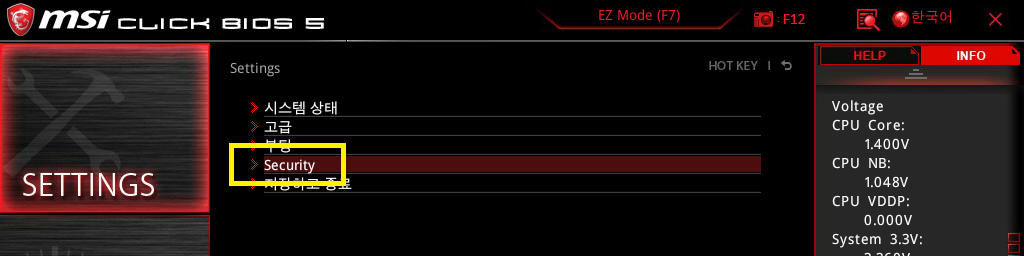 msi CLICK BIOS 5
EZ Mode (F7)
: F12
한국어
HELP
INFO
Settings
HOT KEY
SETTINGS
시스템 상태
고급
부팅
Security
저장하고 종료
Voltage
CPU Core:
1.400V
CPU NB:
1.048V
CPU VDDP:
0.000V
System 3.3V: